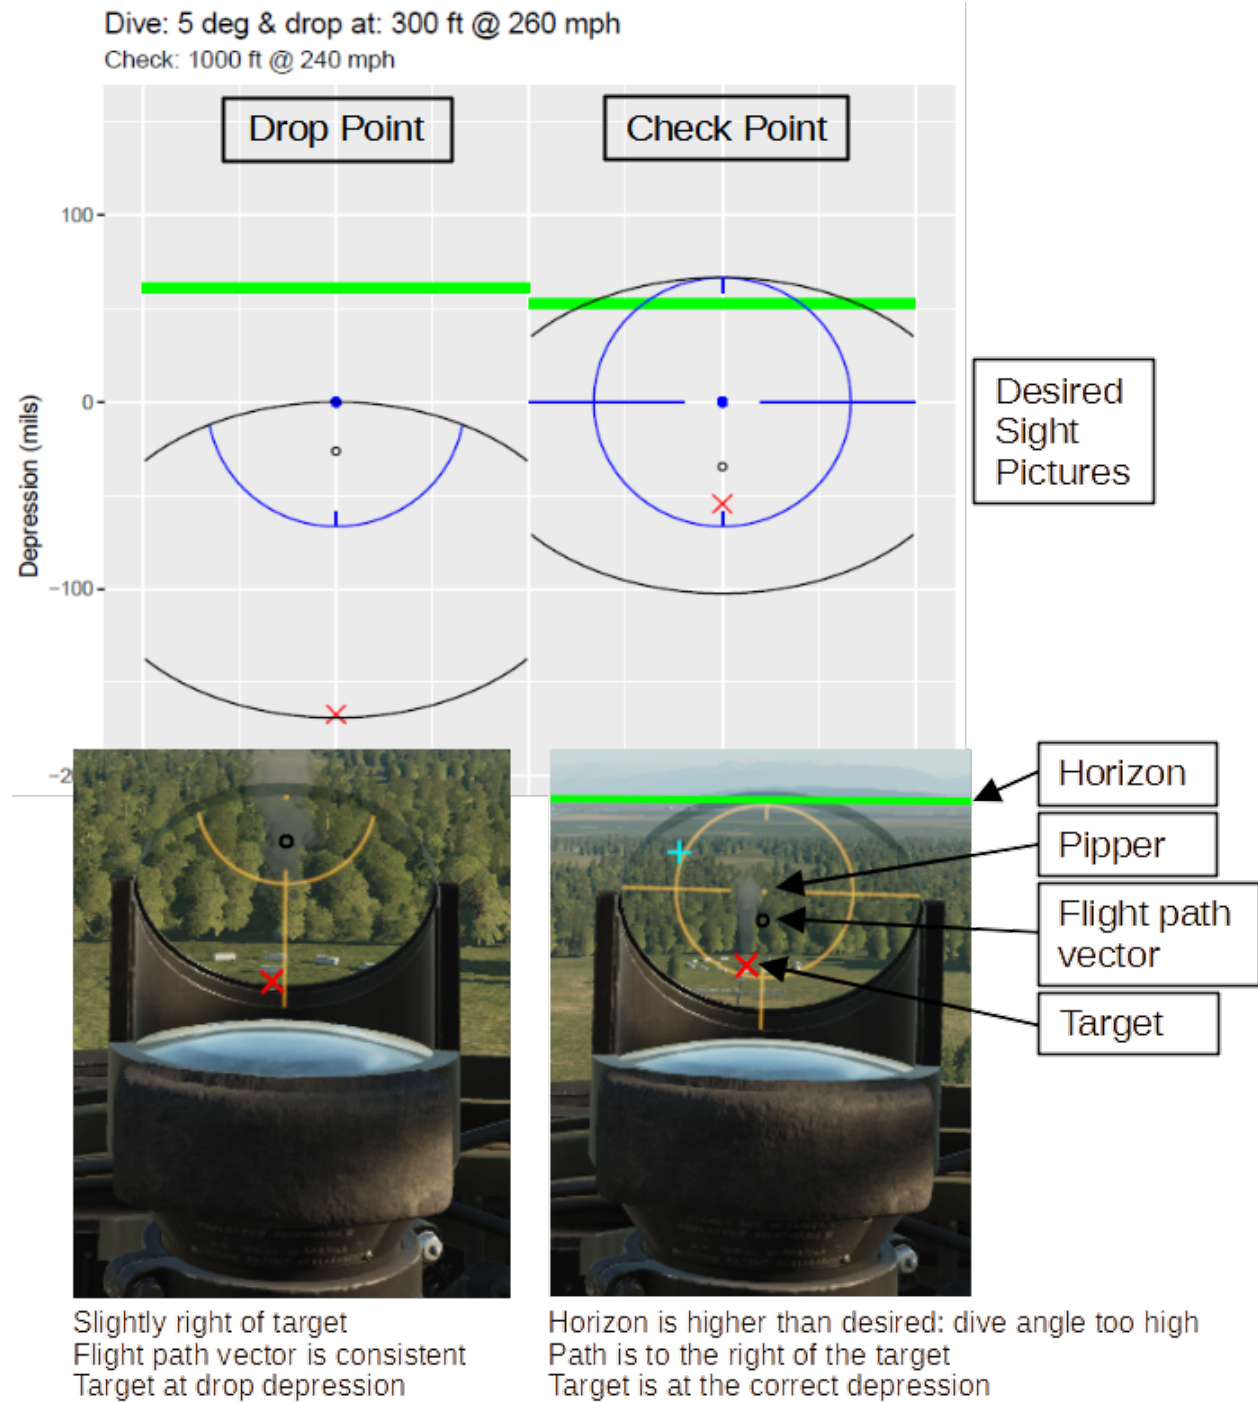 Dive: 5 deg & drop at: 300 ft @ 260 mph
Check: 1000 ft @ 240 mph
Drop Point
Check Point
100
0
−100
Depression (mils)
Desired
Sight
Pictures
Horizon
Pipper
Flight path
vector
Target
Slightly right of target
Flight path vector is consistent
Target at drop depression
Horizon is higher than desired: dive angle too high
Path is to the right of the target
Target is at the correct depression